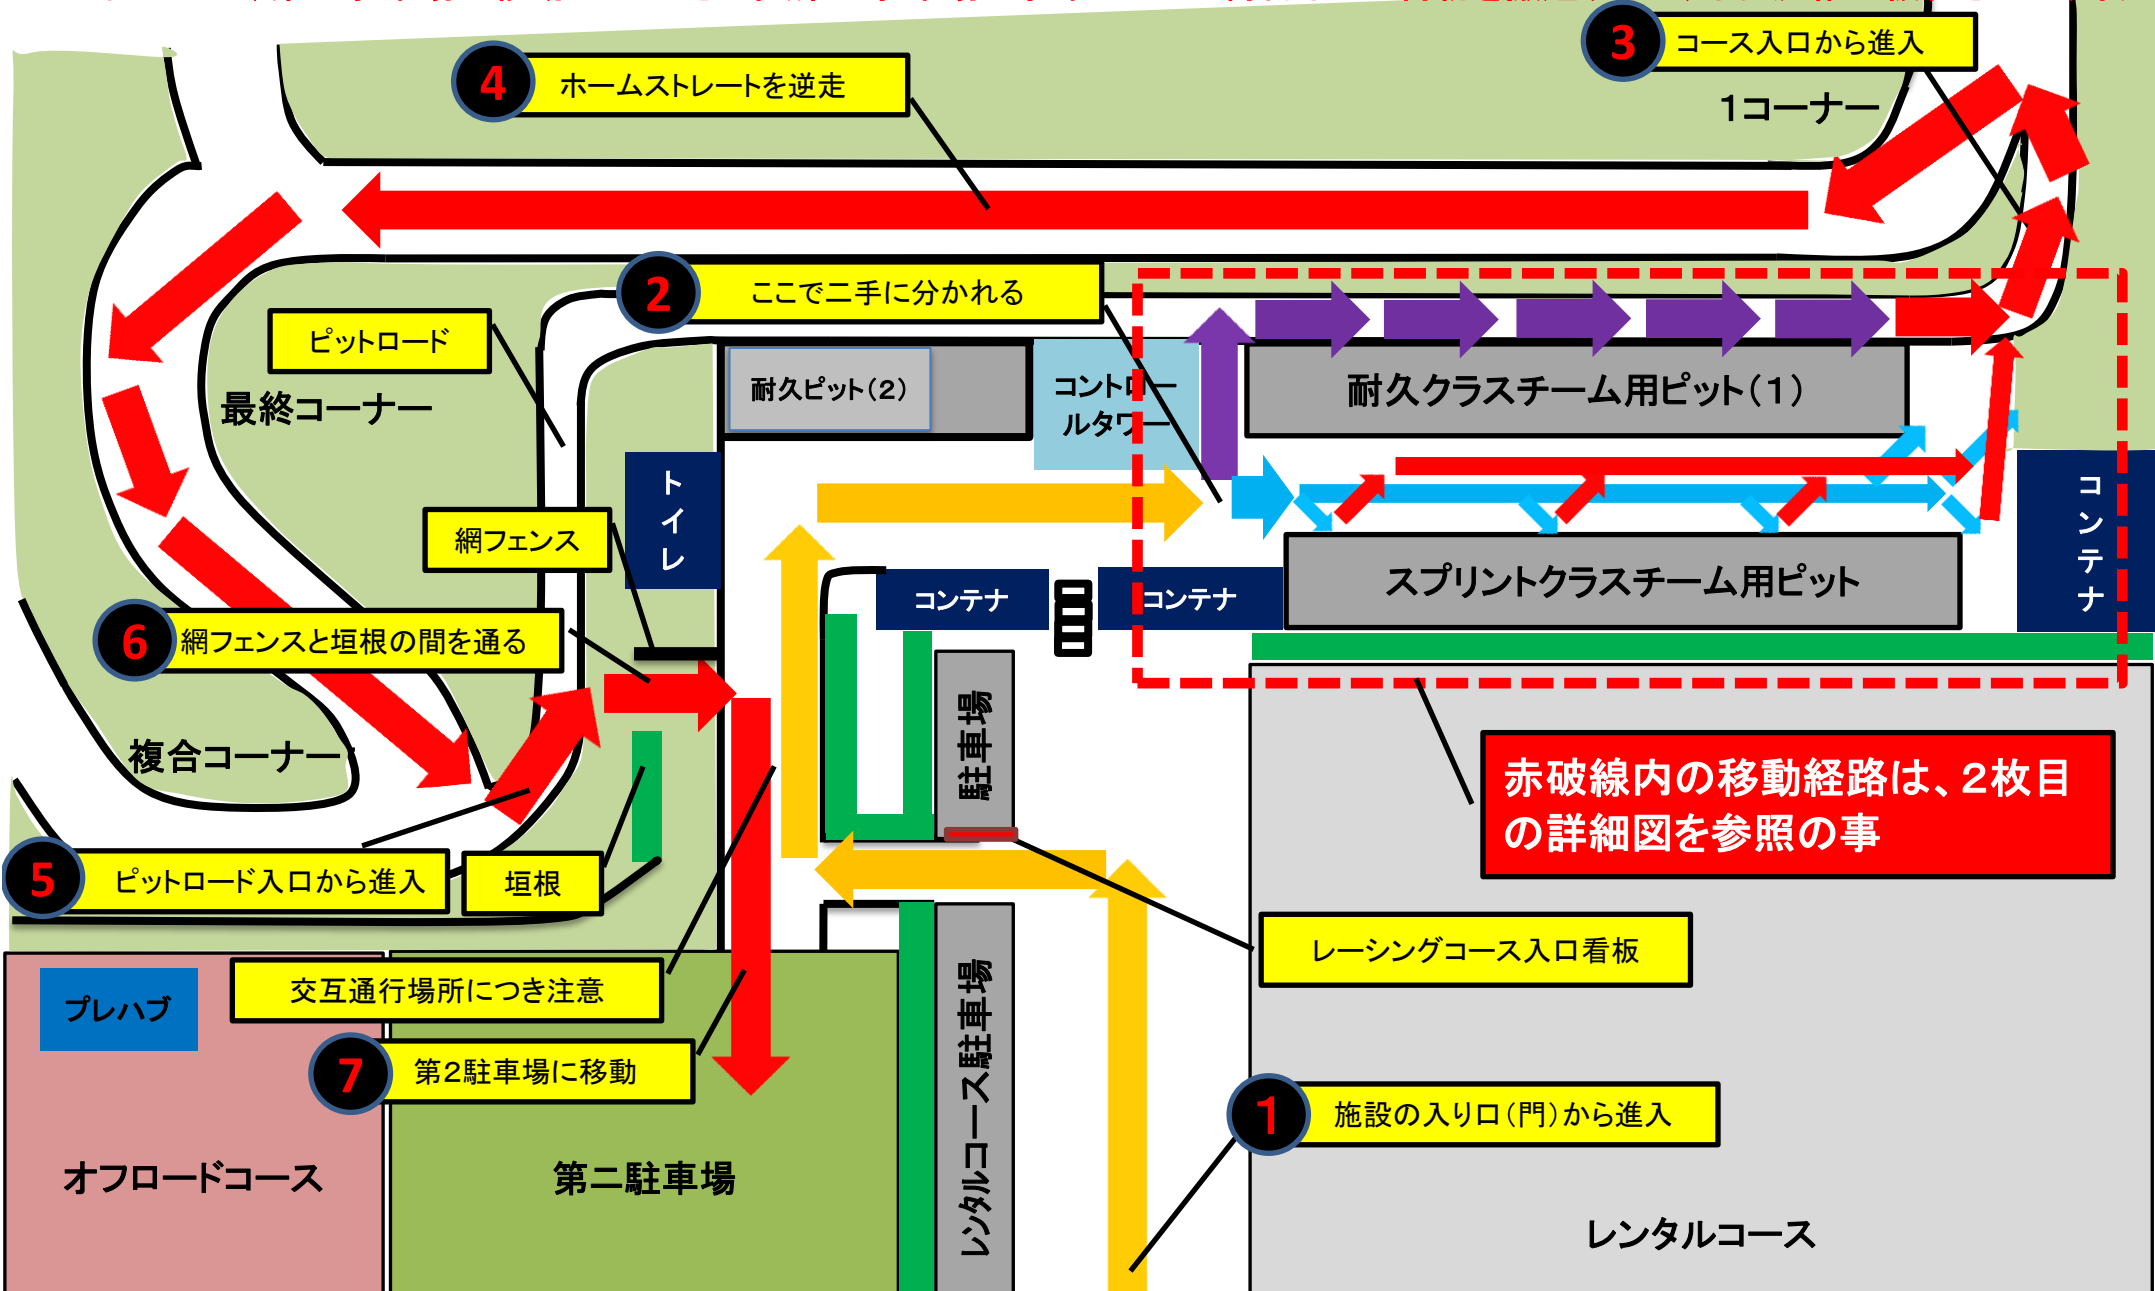 3
コース入口から進入
4
ホームストレートを逆走
1コーナー
2
ここで二手に分かれる
ピットロード
耐久ピット(2)
コントロー
ルタワー
耐久クラスチーム用ピット(1)
最終コーナー
トイレ
網フェンス
コンテナ
コンテナ
スプリントクラスチーム用ピット
コンテナ
6
網フェンスと垣根の間を通る
駐車場
複合コーナー
赤破線内の移動経路は、2枚目
の詳細図を参照の事
5
ピットロード入口から進入
垣根
レーシングコース入口看板
プレハブ
交互通行場所につき注意
7
第2駐車場に移動
レンタルコース駐車場
1
施設の入り口(門)から進入
オフロードコース
第二駐車場
レンタルコース